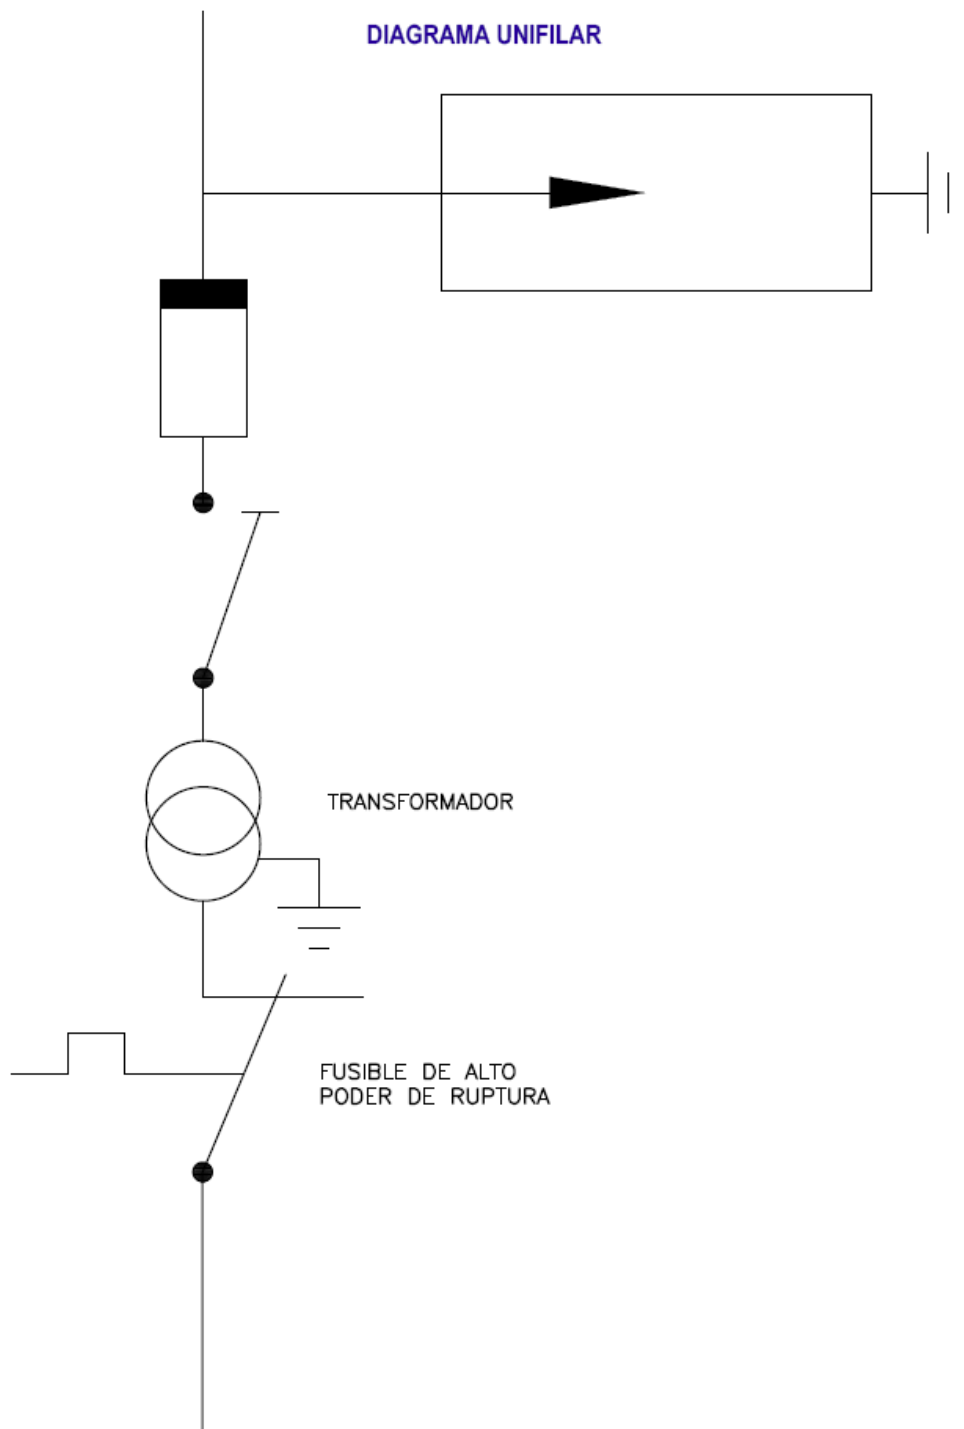 DIAGRAMA UNIFILAR
TRANSFORMADOR
FUSIBLE DE ALTO
PODER DE RUPTURA